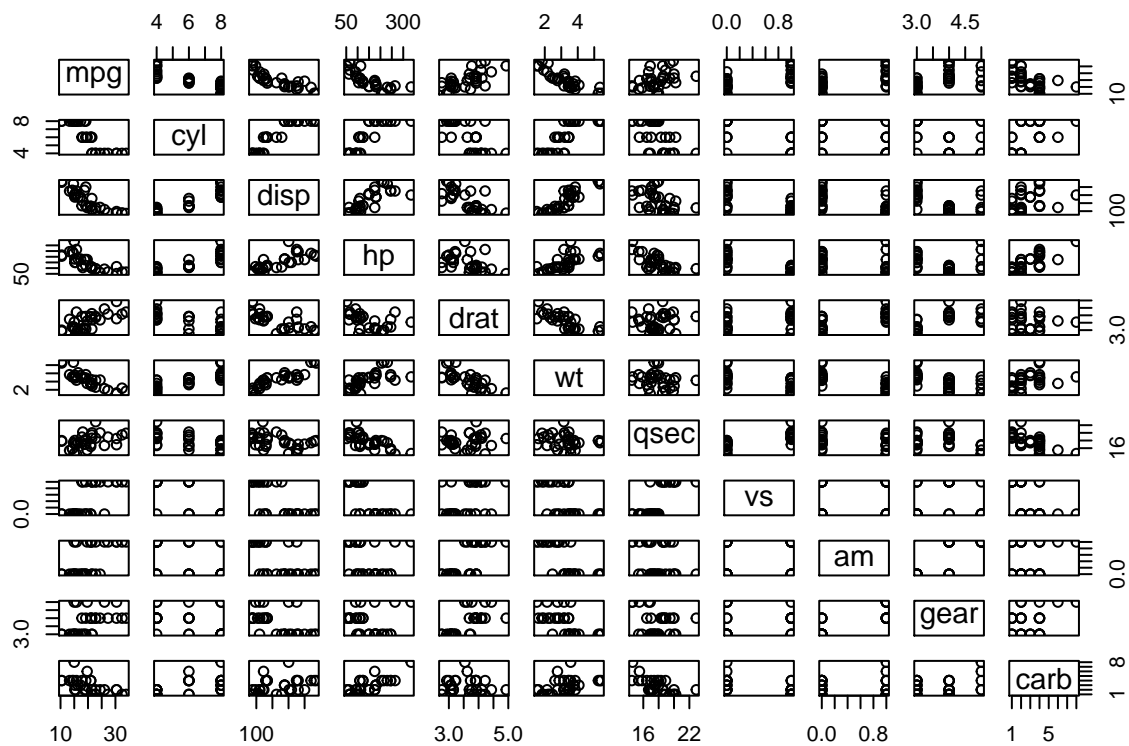 4 6 8 50 300 2 4 0.0 1.0 3.0 4.5
mpg 10
4 8 cyl
disp 100
50 hp
drat 3.0
2 wt
qsec 16
0.0 vs
am 0.0
3.0 gear
carb 1 8
10 30 100 3.0 5.0 16 22 0.0 0.8 1 5